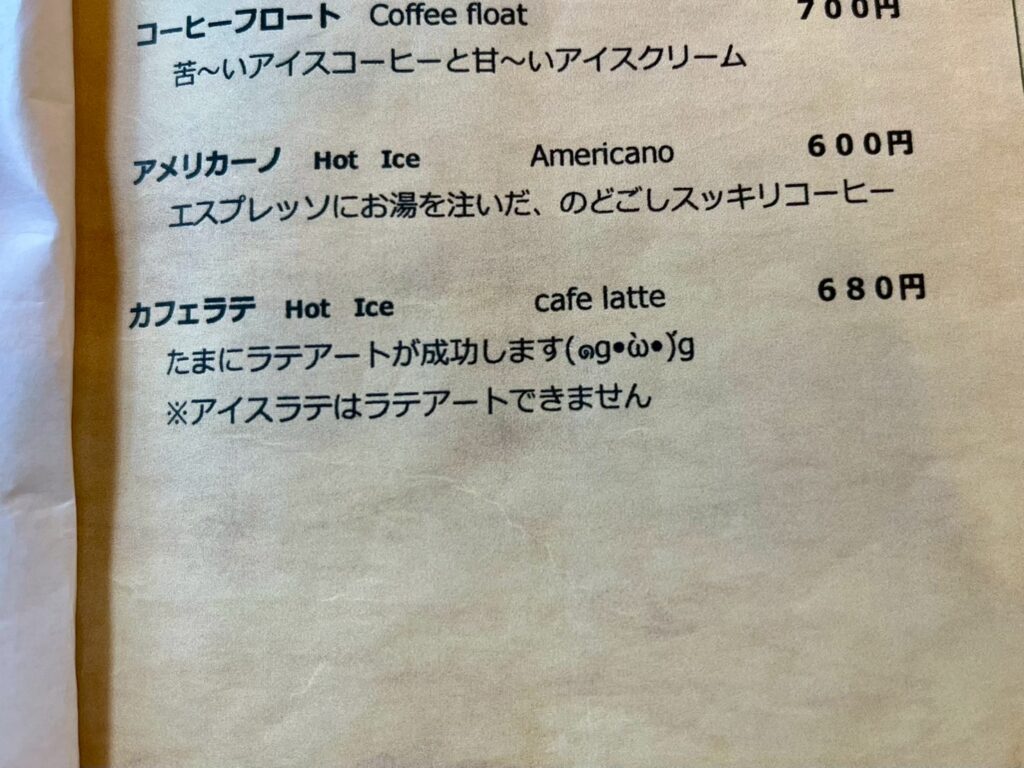 コーヒーフロート Coffee float 700円
苦～いアイスコーヒーと甘～いアイスクリーム
アメリカーノ Hot Ice Americano 600円
エスプレッソにお湯を注いだ、のどごしスッキリコーヒー
カフェラテ Hot Ice cafe latte 680円
たまにラテアートが成功します(๑و•̀ω•́)و
※アイスラテはラテアートできません